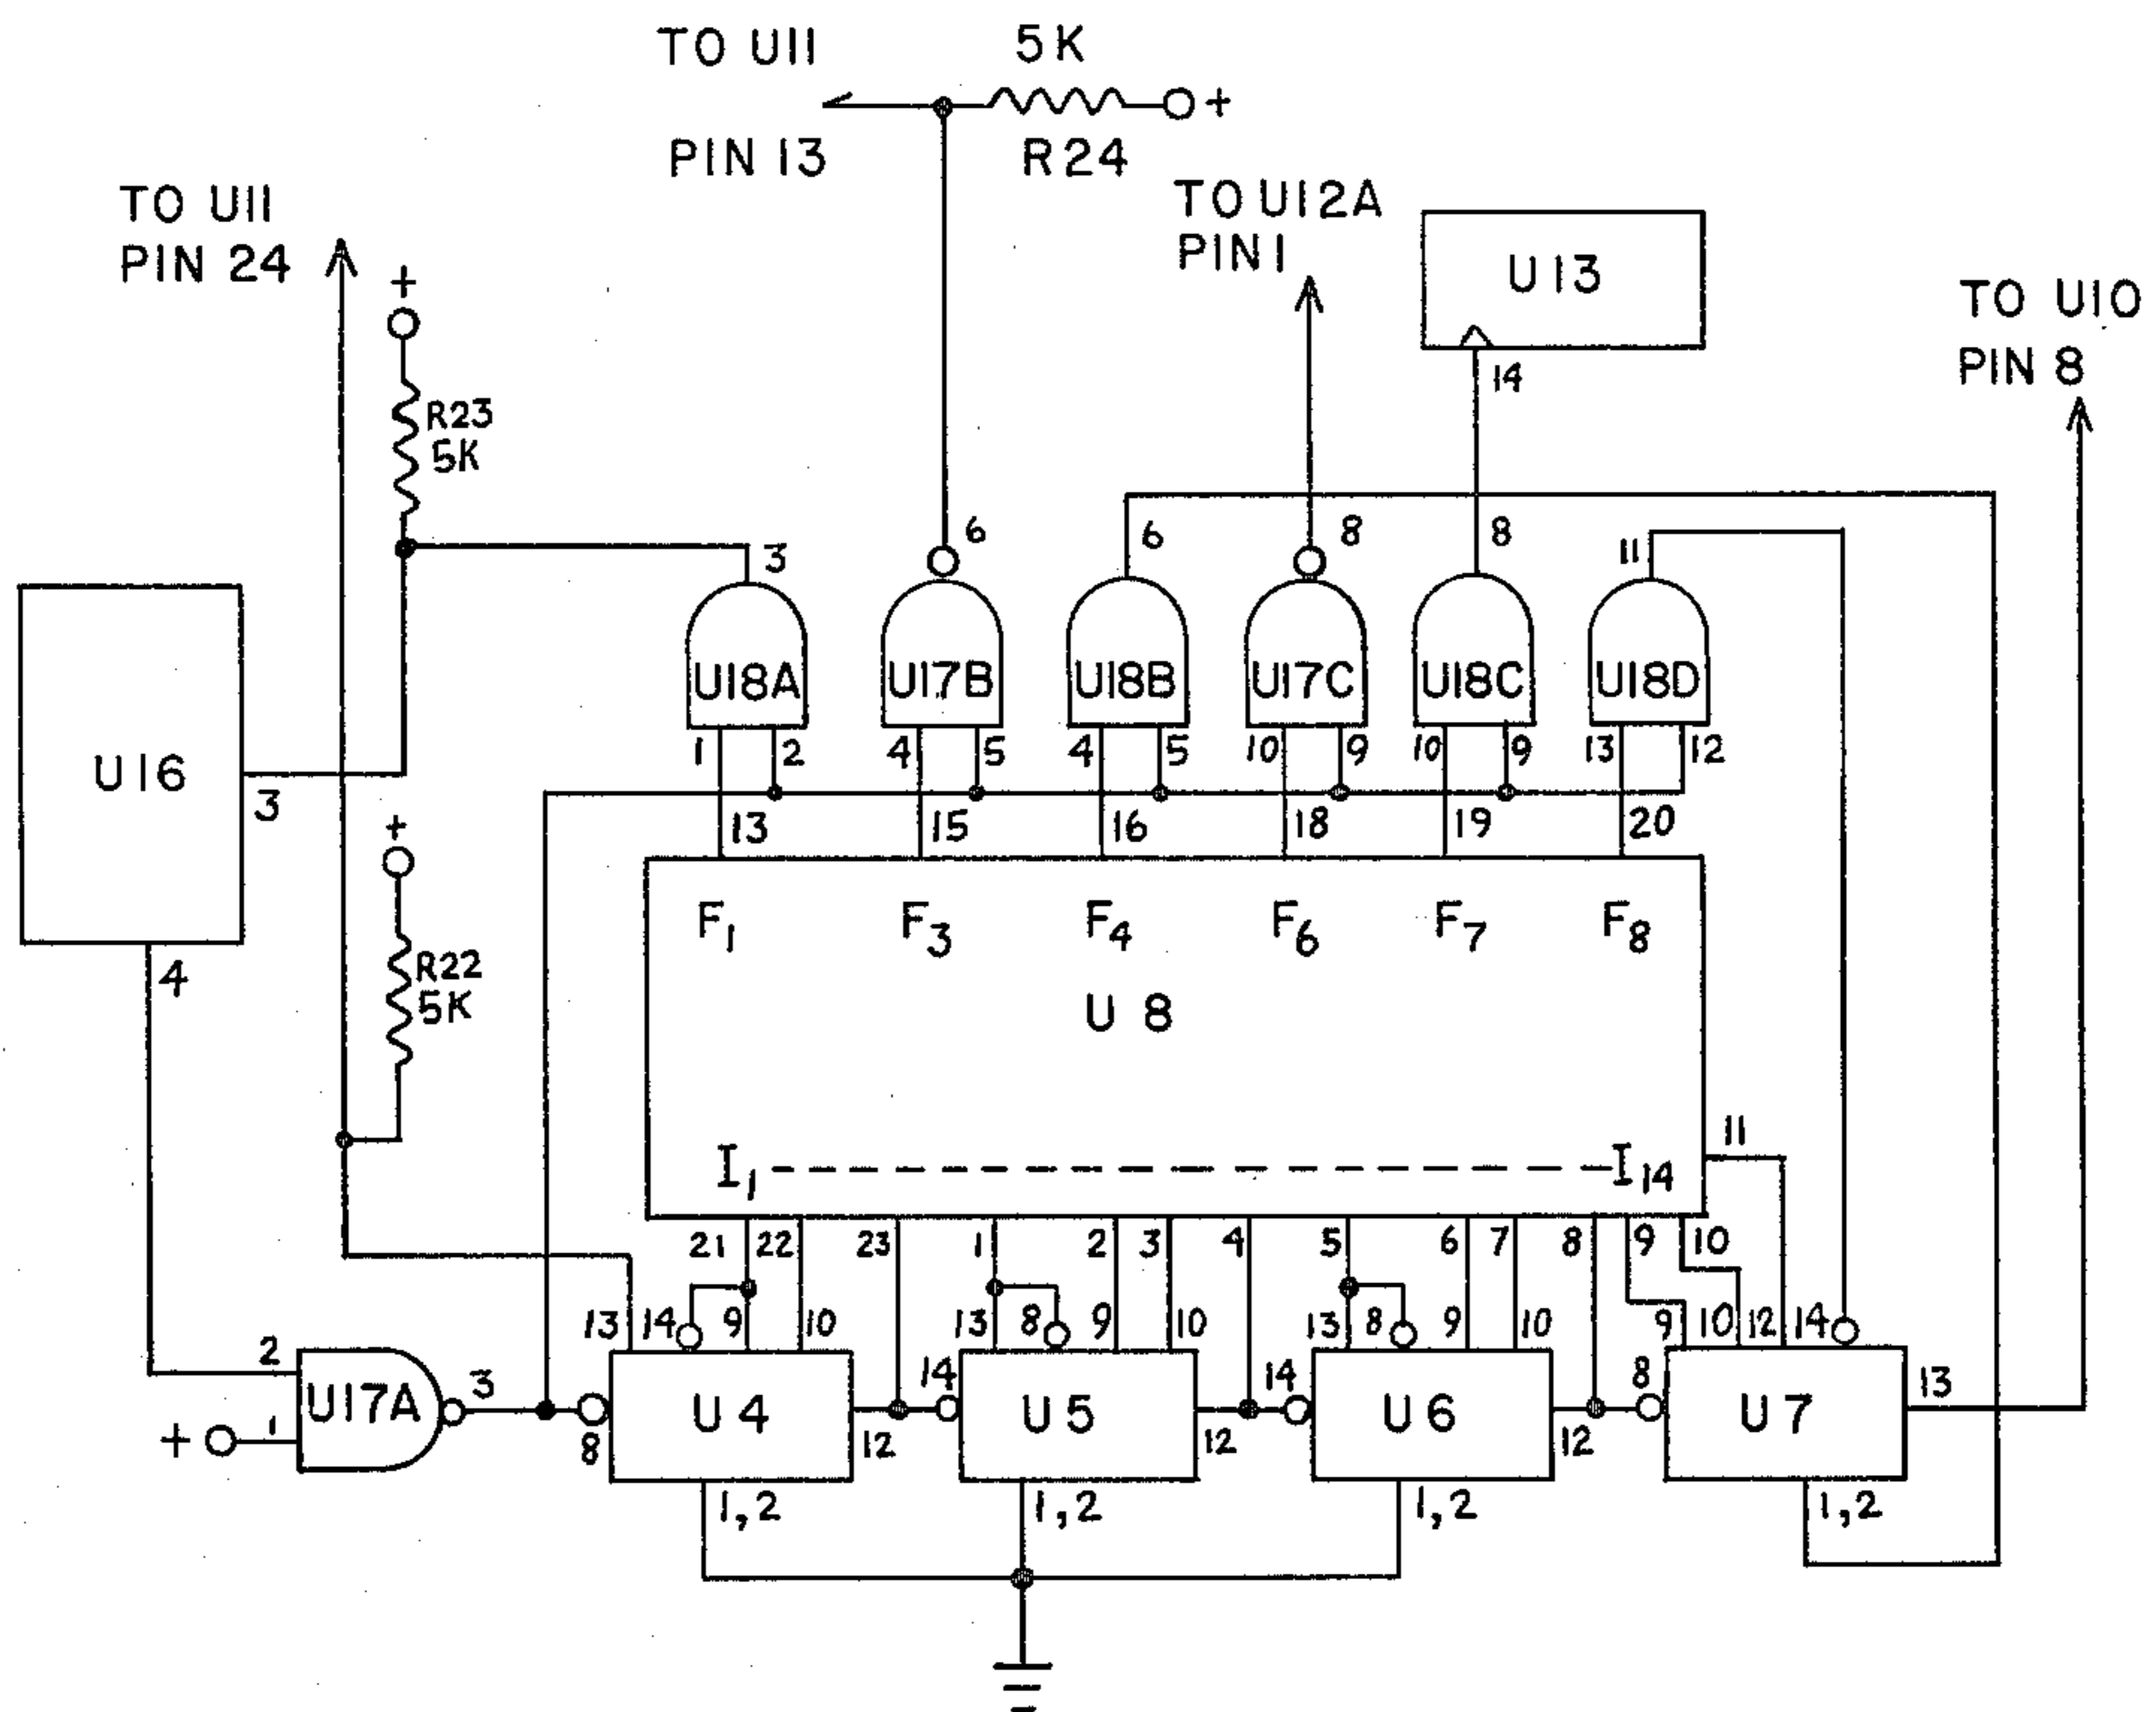 TO U11 5K
+
PIN 13 R24
TO U12A
PIN 1
TO U11
PIN 24
+
U13
TO U10
PIN 8
14
R23
5K
6 6 8 8 11
3
U18A U17B U18B U17C U18C U18D
U16
3
1 2 4 5 4 5 10 9 10 9 13 12
13 15 16 18 19 20
+
F1 F3 F4 F6 F7 F8
4
R22
5K
U 8
11
I1 I14
21 22 23 1 2 3 4 5 6 7 8 9 10
13 14 9 10 13 8 9 10 13 8 9 10 9 10 12 14
2
U17A
3
+
1
8
U 4
12
14
U 5
12
14
U 6
12
8
U 7
13
1,2 1,2 1,2 1,2